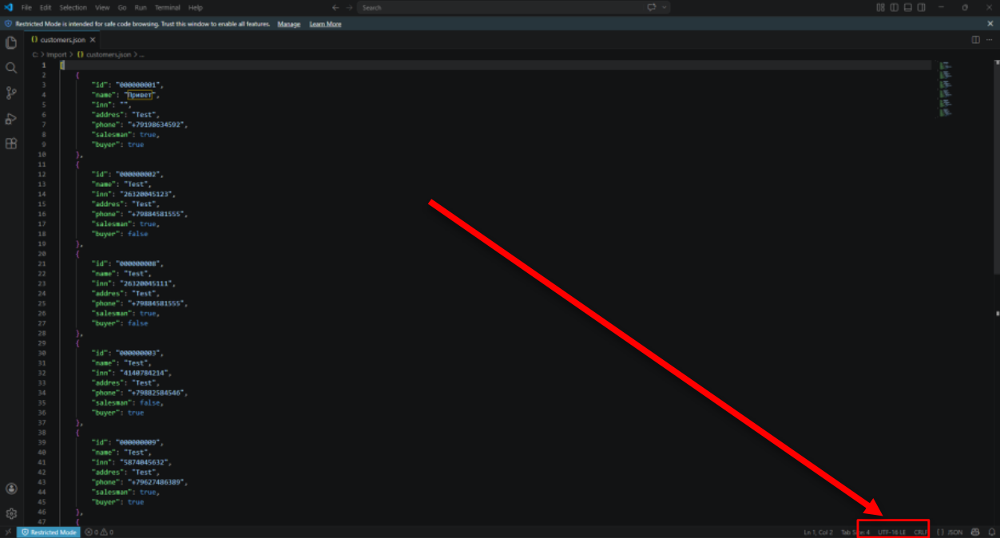 File Edit Selection View Go Run Terminal Help
Search
Restricted Mode is intended for safe code browsing. Trust this window to enable all features. Manage Learn More
customers.json
C: > Import > customers.json > ...
1 [
2 {
3 "id": "000000001",
4 "name": "Привет",
5 "inn": "",
6 "addres": "Test",
7 "phone": "+79198634592",
8 "salesman": true,
9 "buyer": true
10 },
11 {
12 "id": "000000002",
13 "name": "Test",
14 "inn": "26320045123",
15 "addres": "Test",
16 "phone": "+79884581555",
17 "salesman": true,
18 "buyer": false
19 },
20 {
21 "id": "000000008",
22 "name": "Test",
23 "inn": "26320045111",
24 "addres": "Test",
25 "phone": "+79884581555",
26 "salesman": true,
27 "buyer": false
28 },
29 {
30 "id": "000000003",
31 "name": "Test",
32 "inn": "4140784214",
33 "addres": "Test",
34 "phone": "+79882584546",
35 "salesman": false,
36 "buyer": true
37 },
38 {
39 "id": "000000009",
40 "name": "Test",
41 "inn": "5874045632",
42 "addres": "Test",
43 "phone": "+79627486389",
44 "salesman": true,
45 "buyer": true
46 },
47 {
Restricted Mode 0 0 Ln 1, Col 2 Tab 4 UTF-16 LE CRLF {} JSON